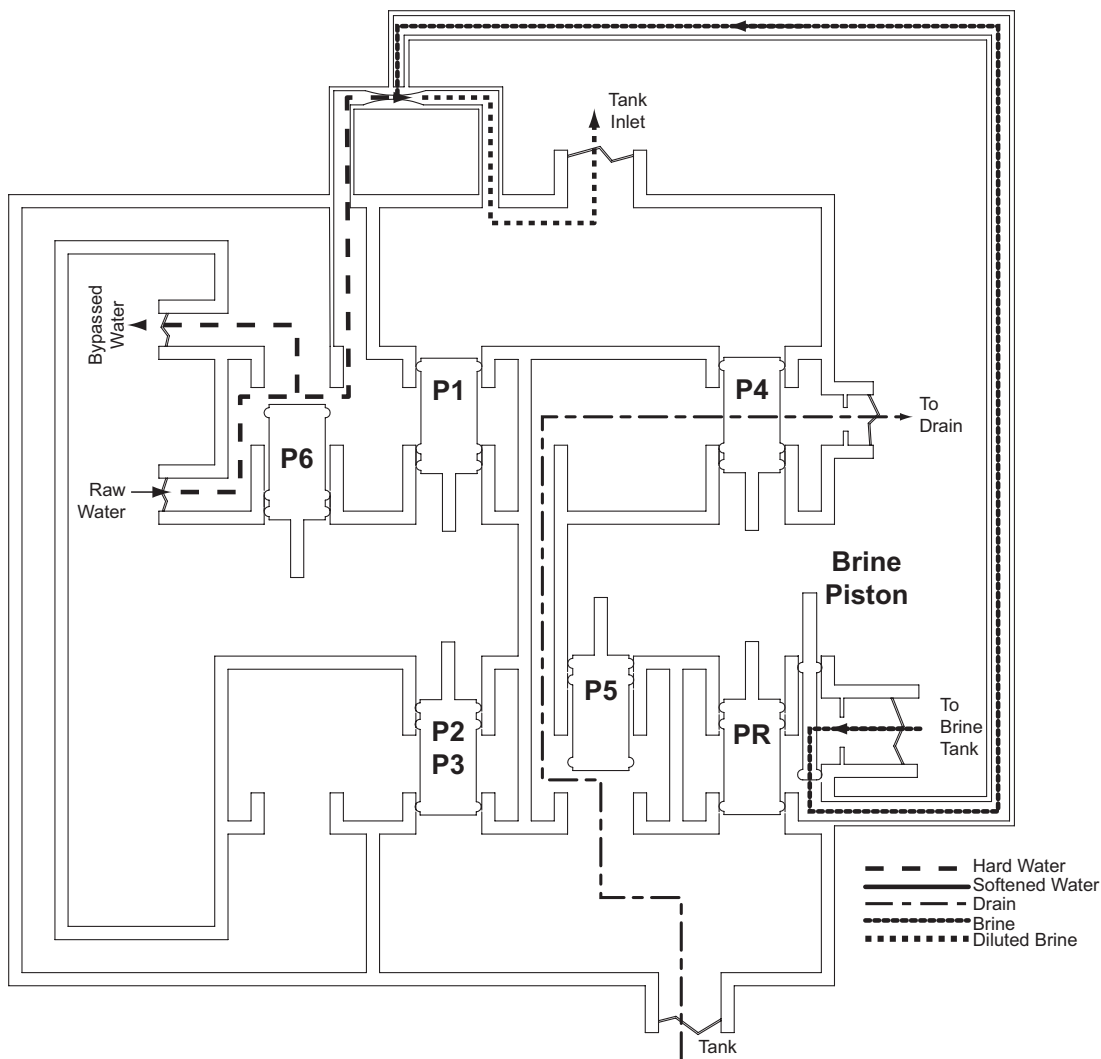 Tank
Inlet
Bypassed
Water
P1
P4
To
Drain
P6
Raw
Water
Brine
Piston
P5
P2
P3
PR
To
Brine
Tank
Hard Water
Softened Water
Drain
Brine
Diluted Brine
Tank